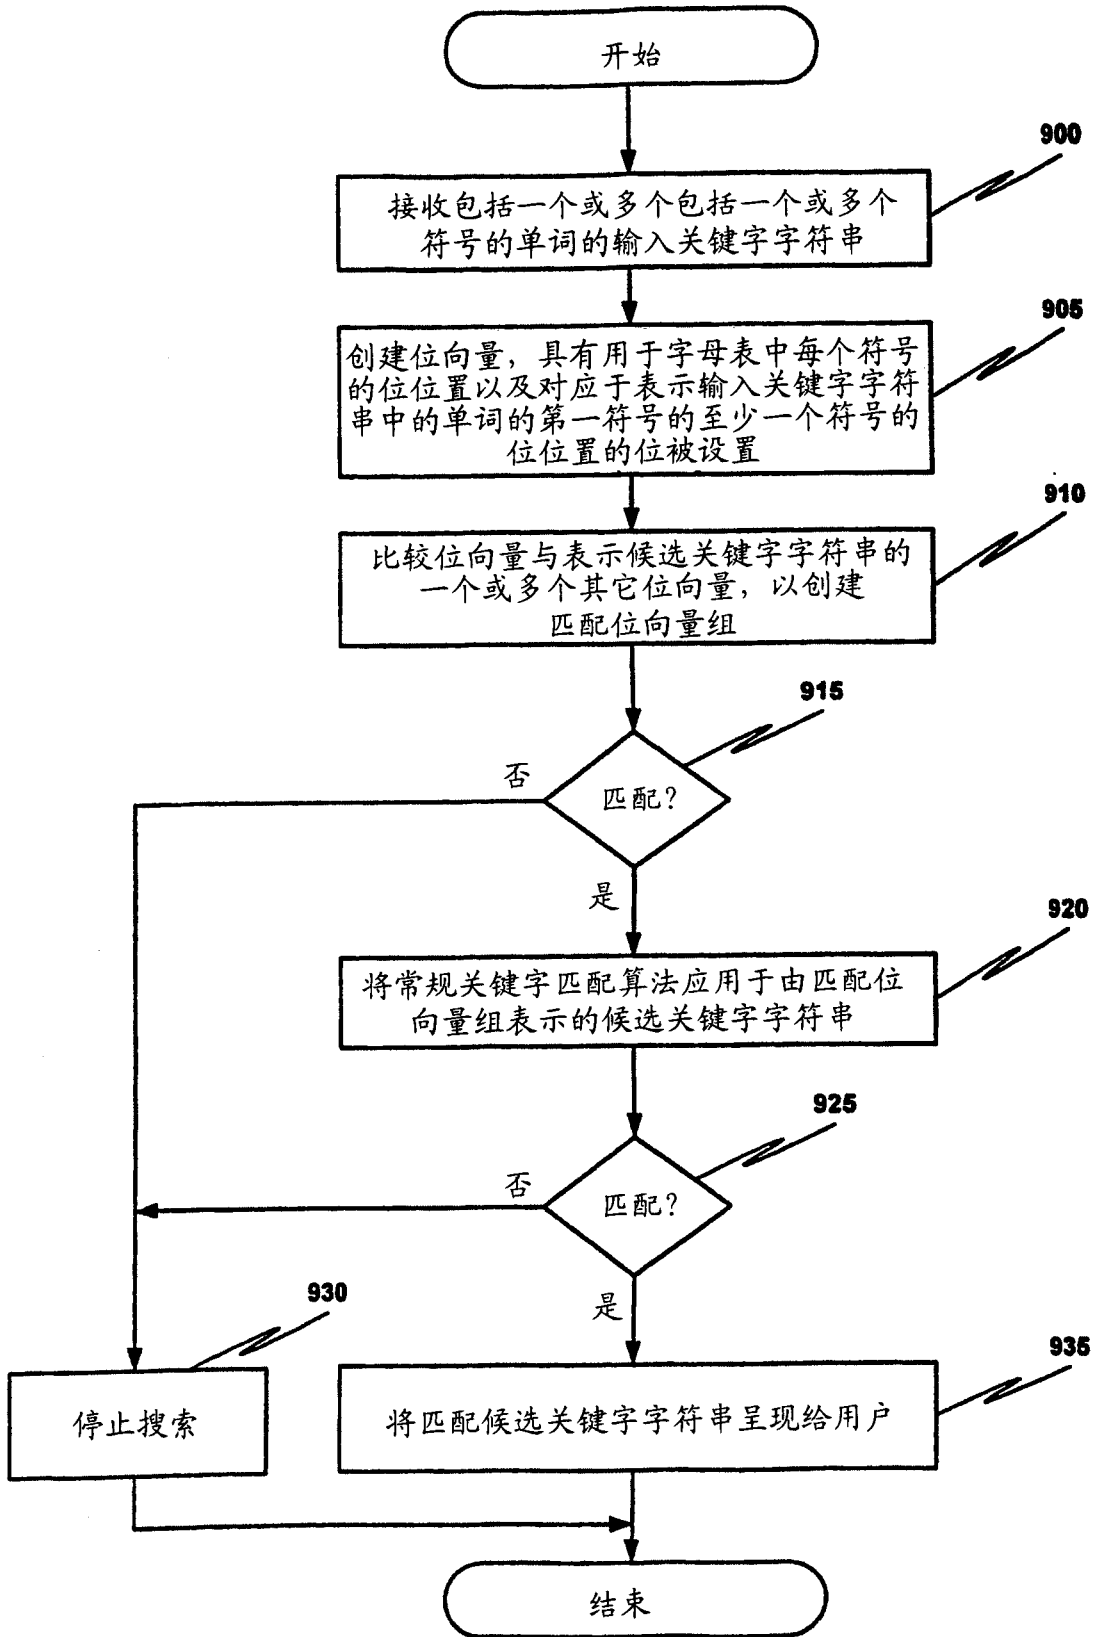 开始
900
接收包括一个或多个包括一个或多个
符号的单词的输入关键字字符串
905
创建位向量，具有用于字母表中每个符号
的位位置以及对应于表示输入关键字字符
串中的单词的第一符号的至少一个符号的
位位置的位被设置
910
比较位向量与表示候选关键字字符串的
一个或多个其它位向量，以创建
匹配位向量组
915
否
匹配?
是
920
将常规关键字匹配算法应用于由匹配位
向量组表示的候选关键字字符串
925
否
匹配?
是
930
935
停止搜索
将匹配候选关键字字符串呈现给用户
结束